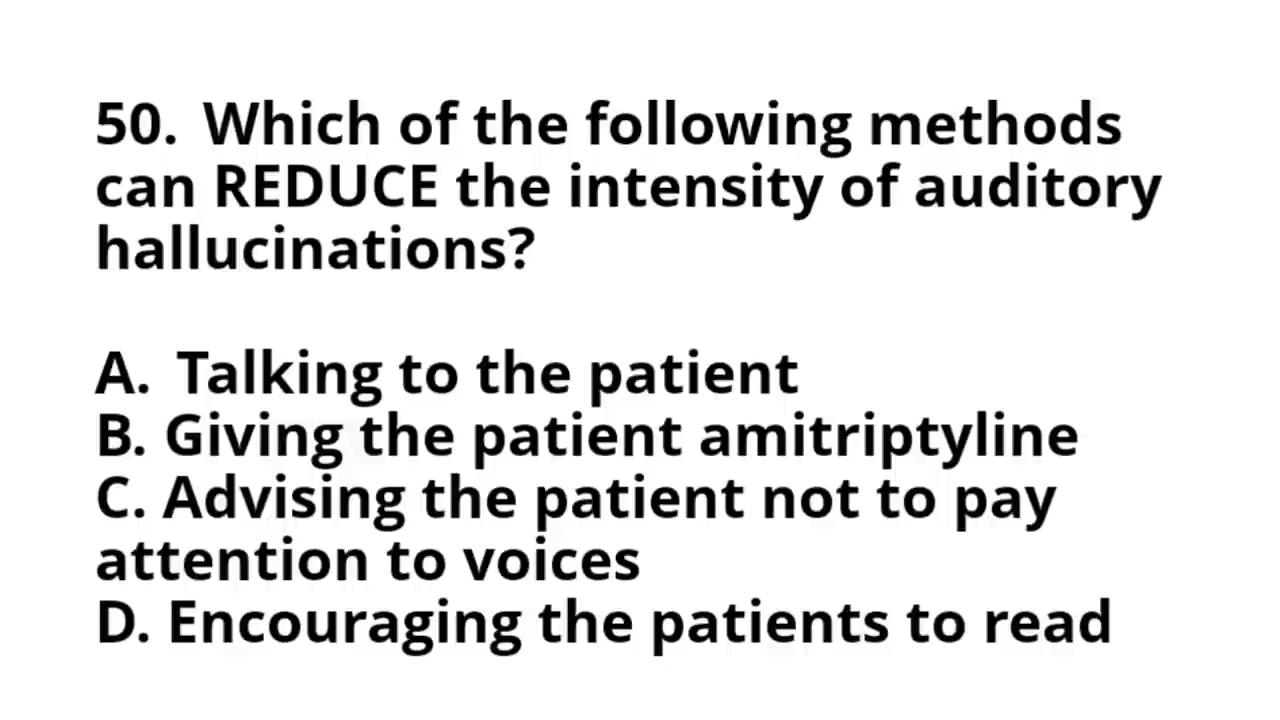 50. Which of the following methods
can REDUCE the intensity of auditory
hallucinations?
A. Talking to the patient
B. Giving the patient amitriptyline
C. Advising the patient not to pay
attention to voices
D. Encouraging the patients to read